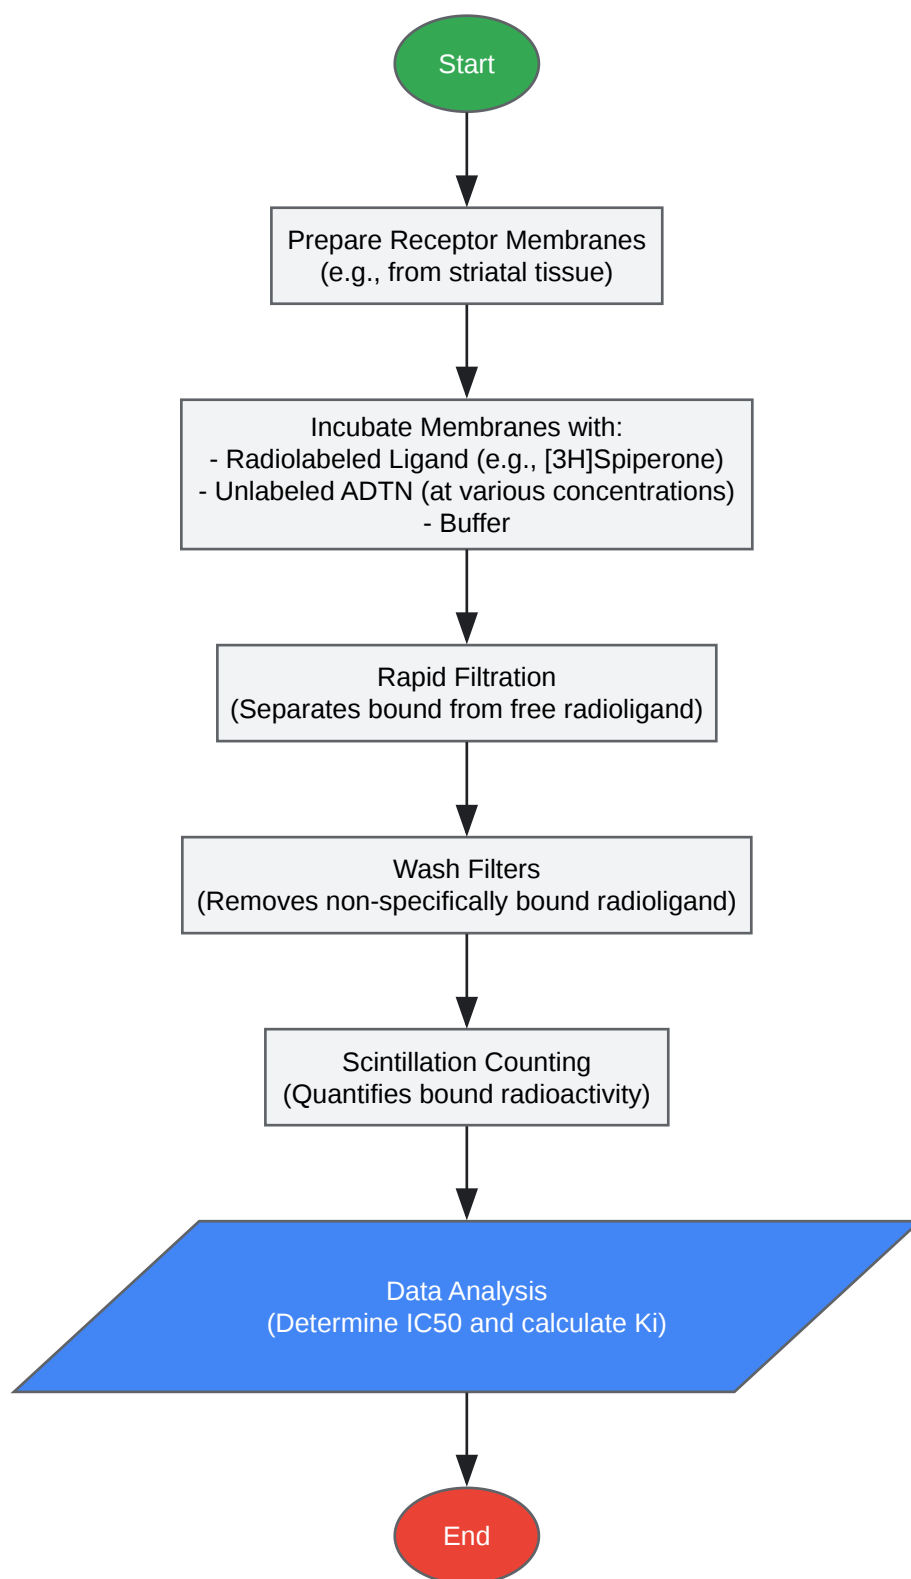 Start
Prepare Receptor Membranes
(e.g., from striatal tissue)
Incubate Membranes with:
- Radiolabeled Ligand (e.g., [3H]Spiperone)
- Unlabeled ADTN (at various concentrations)
- Buffer
Rapid Filtration
(Separates bound from free radioligand)
Wash Filters
(Removes non-specifically bound radioligand)
Scintillation Counting
(Quantifies bound radioactivity)
Data Analysis
(Determine IC50 and calculate Ki)
End